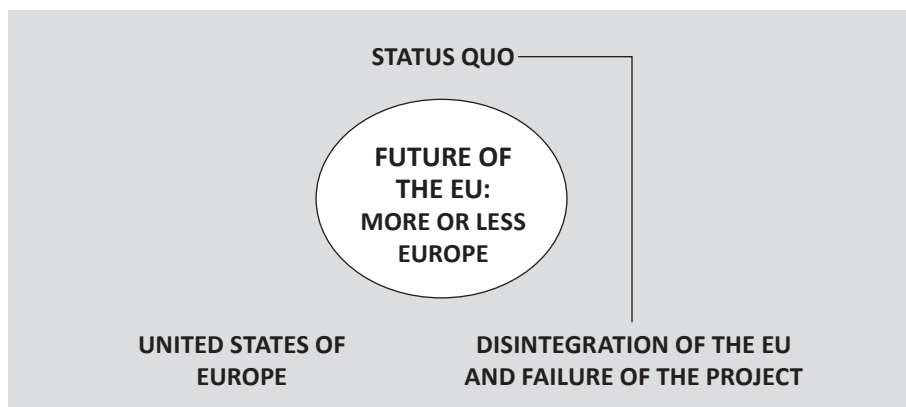 STATUS QUO
FUTURE OF
THE EU:
MORE OR LESS
EUROPE
UNITED STATES OF
EUROPE
DISINTEGRATION OF THE EU
AND FAILURE OF THE PROJECT